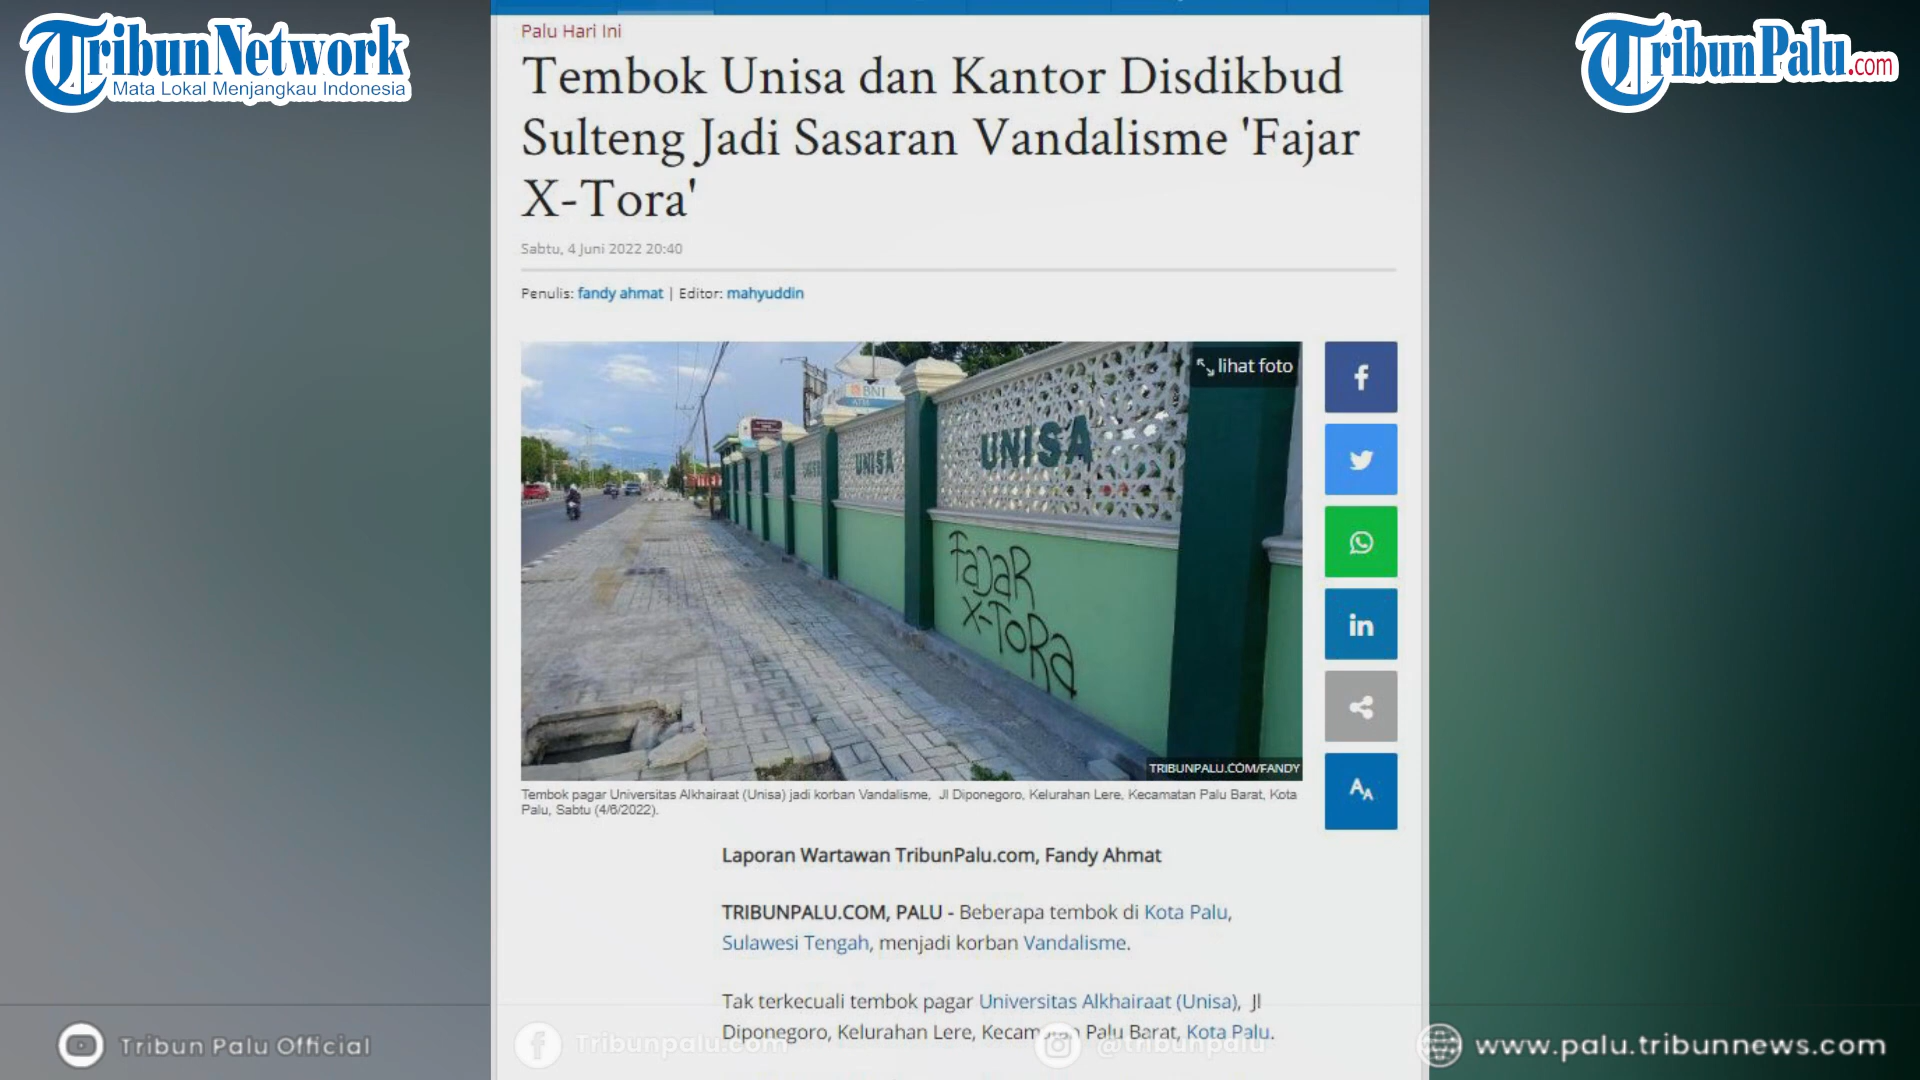 TribunNetwork
Mata Lokal Menjangkau Indonesia
TribunPalu.com
Palu Hari Ini
Tembok Unisa dan Kantor Disdikbud
Sulteng Jadi Sasaran Vandalisme 'Fajar
X-Tora'
Sabtu, 4 Juni 2022 20:40
Penulis: fandy ahmat | Editor: mahyuddin
lihat foto
BNI
UNISA
UNISA
FAJAR
X-TORA
TRIBUNPALU.COM/FANDY
Tembok pagar Universitas Alkhairaat (Unisa) jadi korban Vandalisme, Jl Diponegoro, Kelurahan Lere, Kecamatan Palu Barat, Kota
Palu, Sabtu (4/6/2022).
Laporan Wartawan TribunPalu.com, Fandy Ahmat
TRIBUNPALU.COM, PALU - Beberapa tembok di Kota Palu,
Sulawesi Tengah, menjadi korban Vandalisme.
Tak terkecuali tembok pagar Universitas Alkhairaat (Unisa), Jl
Diponegoro, Kelurahan Lere, Kecamatan Palu Barat, Kota Palu.
Tribun Palu Official
Tribunpalu.com
@tribunpalu
www.palu.tribunnews.com